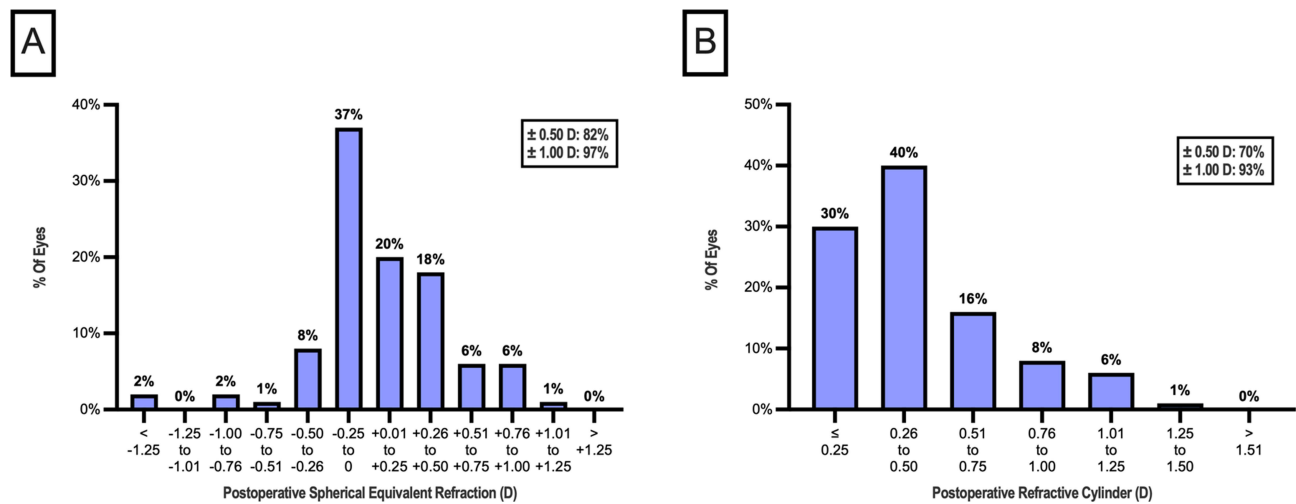 A
40%
30%
20%
10%
0%
% Of Eyes
2%
0%
2%
1%
8%
37%
20%
18%
6%
6%
1%
0%
± 0.50 D: 82%
± 1.00 D: 97%
< -1.25
-1.25 to -1.01
-1.00 to -0.76
-0.75 to -0.51
-0.50 to -0.26
-0.25 to 0
+0.01 to +0.25
+0.26 to +0.50
+0.51 to +0.75
+0.76 to +1.00
+1.01 to +1.25
> +1.25
Postoperative Spherical Equivalent Refraction (D)
B
50%
40%
30%
20%
10%
0%
% Of Eyes
30%
40%
16%
8%
6%
1%
0%
± 0.50 D: 70%
± 1.00 D: 93%
≤ 0.25
0.26 to 0.50
0.51 to 0.75
0.76 to 1.00
1.01 to 1.25
1.25 to 1.50
> 1.51
Postoperative Refractive Cylinder (D)